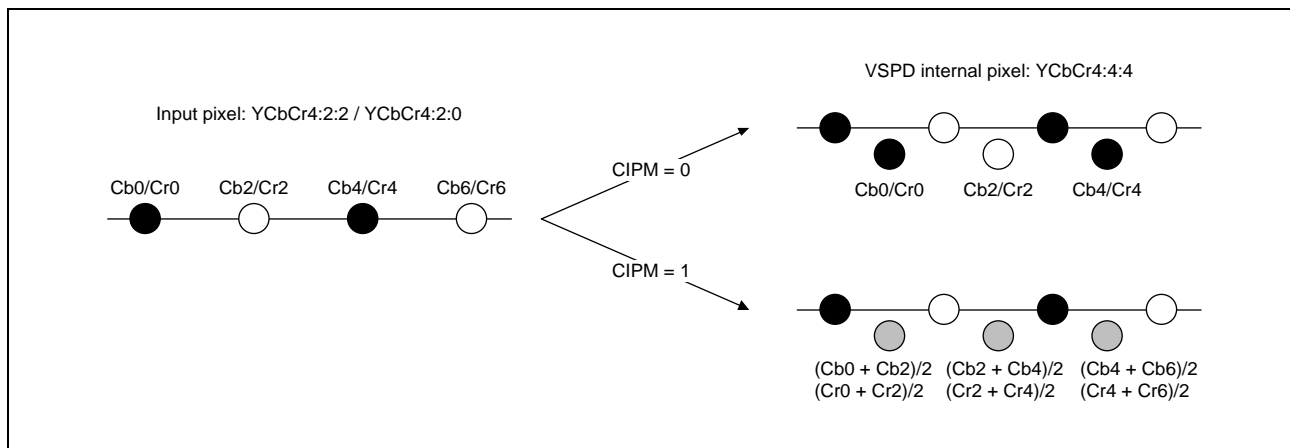 VSPD internal pixel: YCbCr4:4:4
Input pixel: YCbCr4:2:2 / YCbCr4:2:0
CIPM = 0
Cb0/Cr0 Cb2/Cr2 Cb4/Cr4 Cb6/Cr6
Cb0/Cr0 Cb2/Cr2 Cb4/Cr4
CIPM = 1
(Cb0 + Cb2)/2 (Cb2 + Cb4)/2 (Cb4 + Cb6)/2
(Cr0 + Cr2)/2 (Cr2 + Cr4)/2 (Cr4 + Cr6)/2